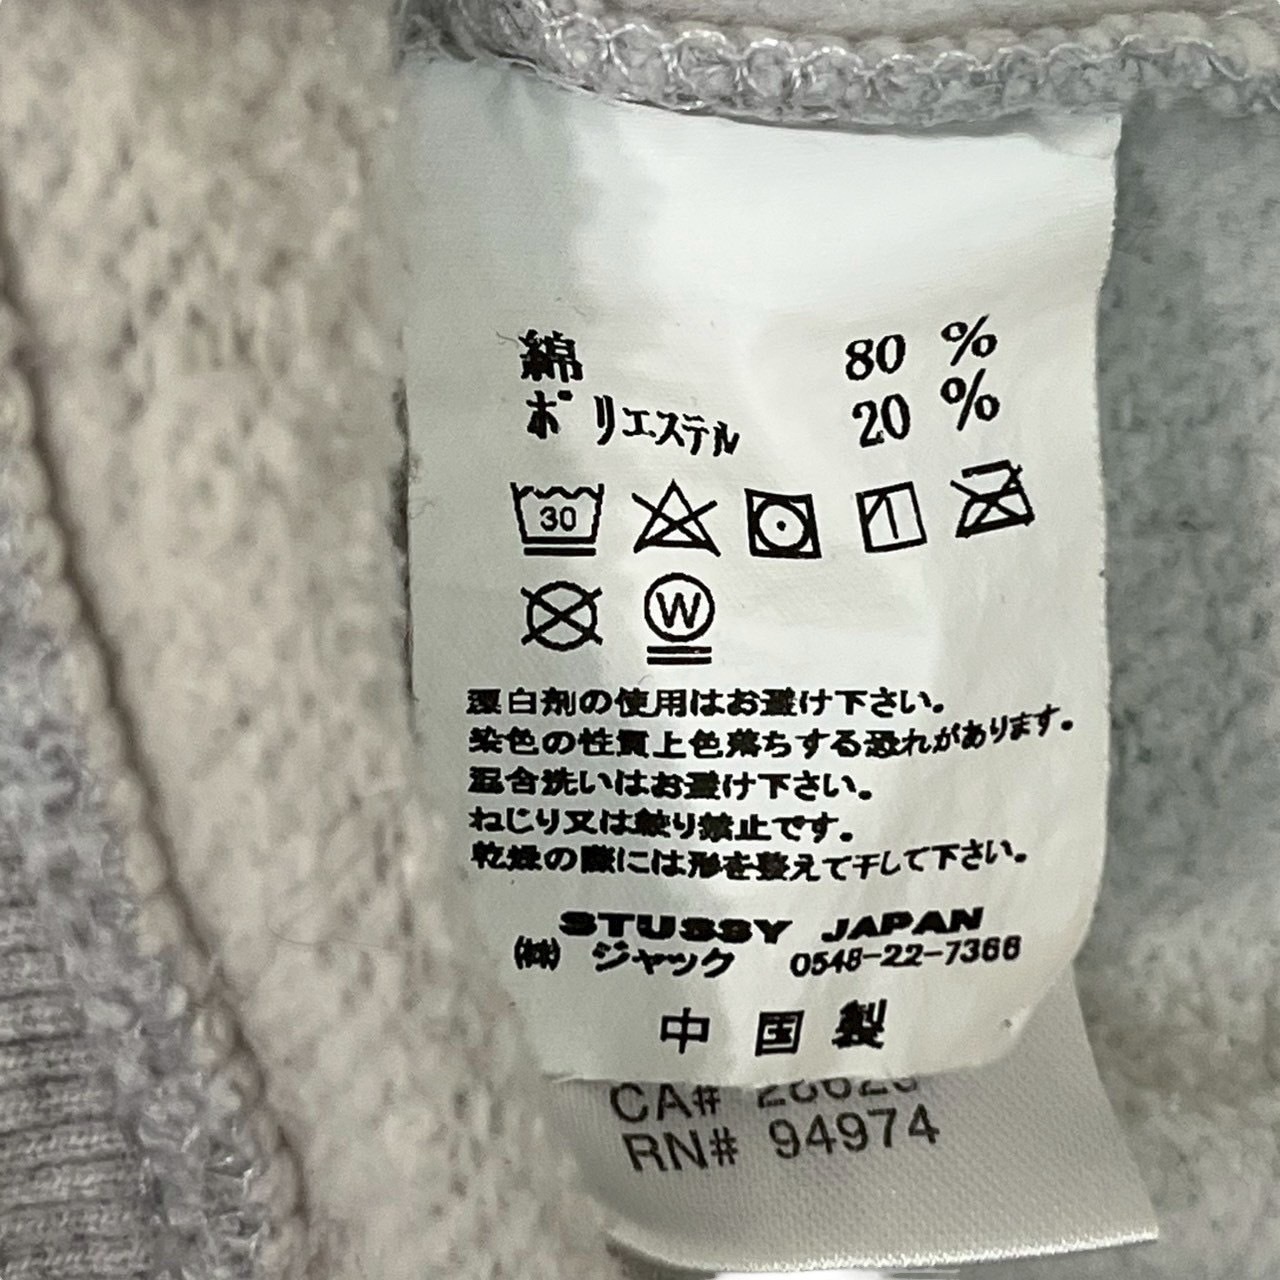 綿 80 %
ポリエステル 20 %
30
W
漂白剤の使用はお避け下さい。
染色の性質上色落ちする恐れがあります。
混合洗いはお避け下さい。
ねじり又は絞り禁止です。
乾燥の際には形を整えて干して下さい。
STUSSY JAPAN
㈱ ジャック 0548-22-7366
中国製
CA#
RN# 94974